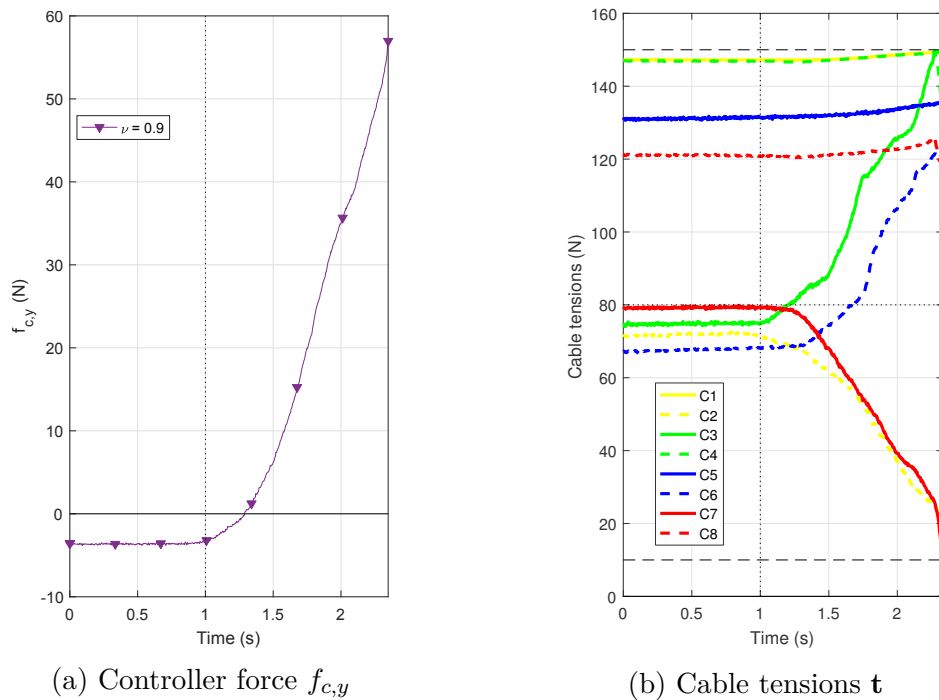 60
50
40
30
20
10
0
-10
f_{c,y} (N)
ν = 0.9
0 0.5 1 1.5 2
Time (s)
(a) Controller force f_{c,y}
160
140
120
100
80
60
40
20
0
Cable tensions (N)
C1
C2
C3
C4
C5
C6
C7
C8
0 0.5 1 1.5 2
Time (s)
(b) Cable tensions t